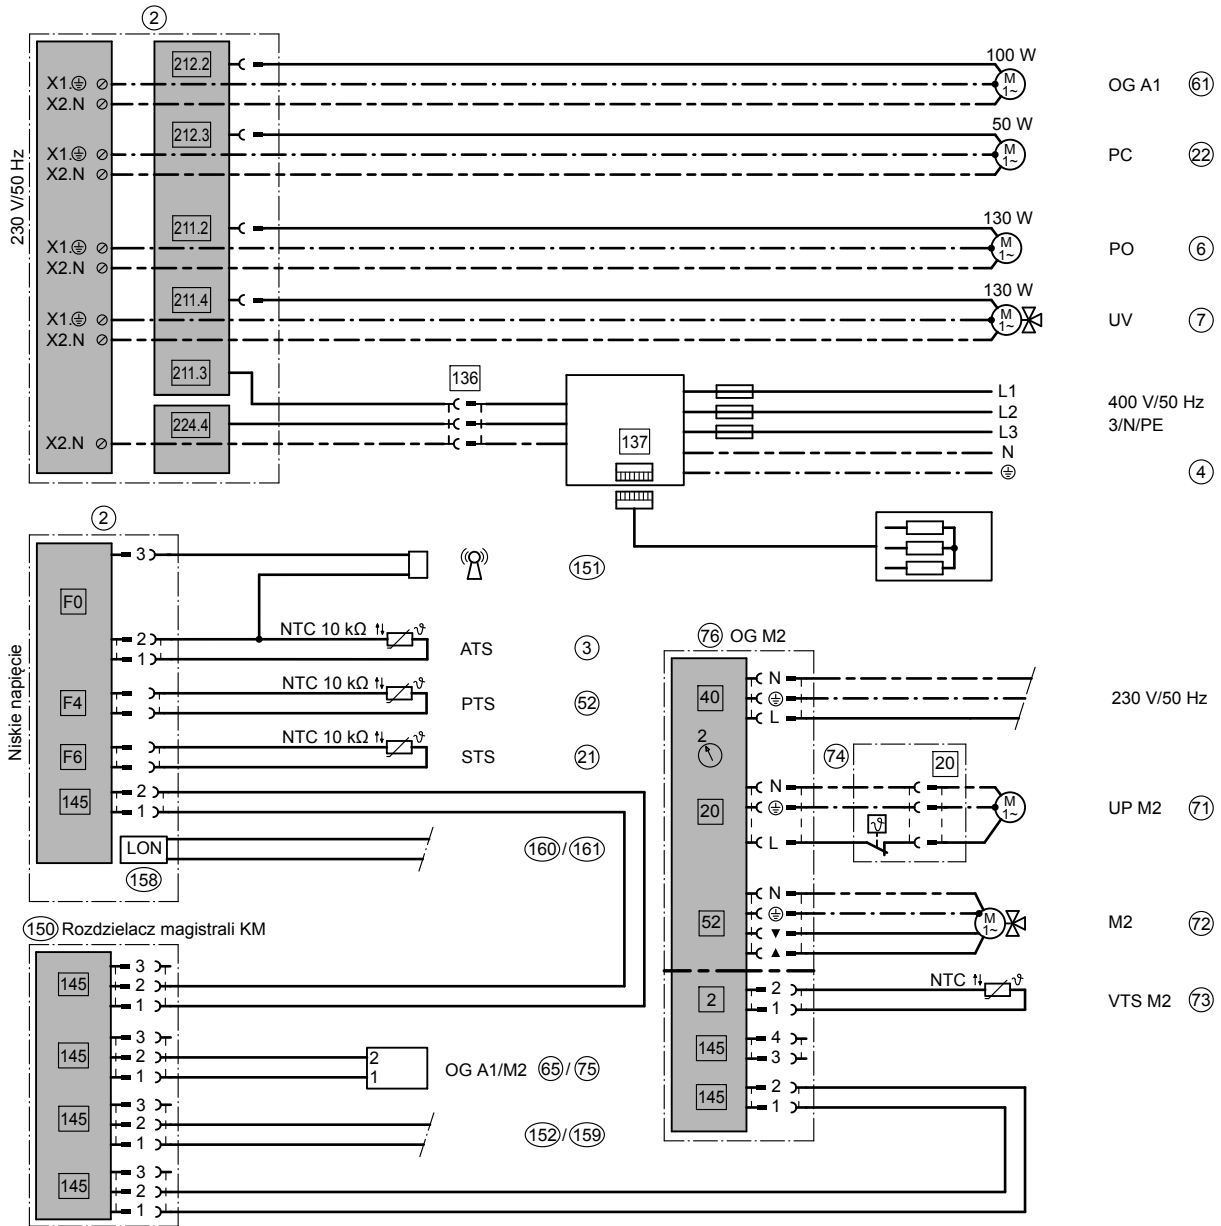 2
230 V/50 Hz
212.2
100 W
M
1~
X1.
X2.N
OG A1
61
212.3
50 W
M
1~
X1.
X2.N
PC
22
211.2
130 W
M
1~
X1.
X2.N
PO
6
211.4
130 W
M
1~
X1.
X2.N
UV
7
211.3
136
L1
400 V/50 Hz
224.4
L2
3/N/PE
L3
X2.N
137
N
4
2
Niskie napięcie
3
151
F0
2
NTC 10 kΩ
ϑ
1
ATS
3
F4
NTC 10 kΩ
ϑ
PTS
52
F6
NTC 10 kΩ
ϑ
STS
21
145
2
1
LON
160/161
158
76 OG M2
40
N
L
230 V/50 Hz
2
74
20
20
N
L
ϑ
M
1~
UP M2
71
52
N
▼
▲
M
1~
M2
72
2
2
1
NTC
ϑ
VTS M2
73
145
4
3
145
2
1
150 Rozdzielacz magistrali KM
145
3
2
1
145
3
2
1
2
1
OG A1/M2 65/75
145
3
2
1
152/159
145
3
2
1